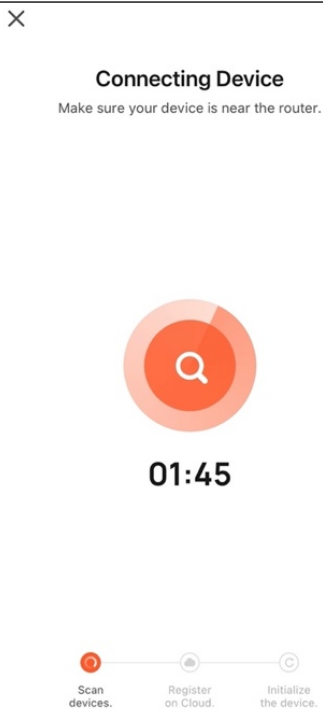 Connecting Device
Make sure your device is near the router.
01:45
Scan
devices.
Register
on Cloud.
Initialize
the device.